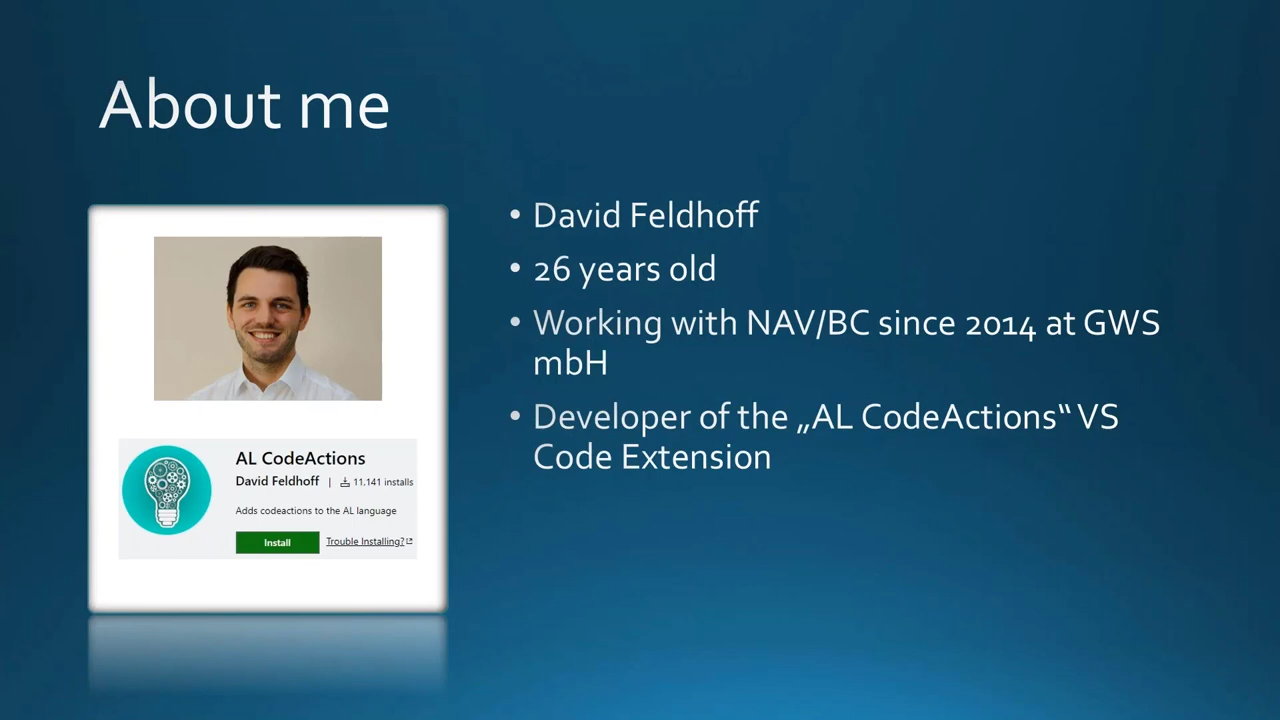 About me
David Feldhoff
26 years old
Working with NAV/BC since 2014 at GWS
mbH
Developer of the „AL CodeActions“ VS
Code Extension
AL CodeActions
David Feldhoff | 11.141 installs
Adds codeactions to the AL language
Install Trouble Installing?